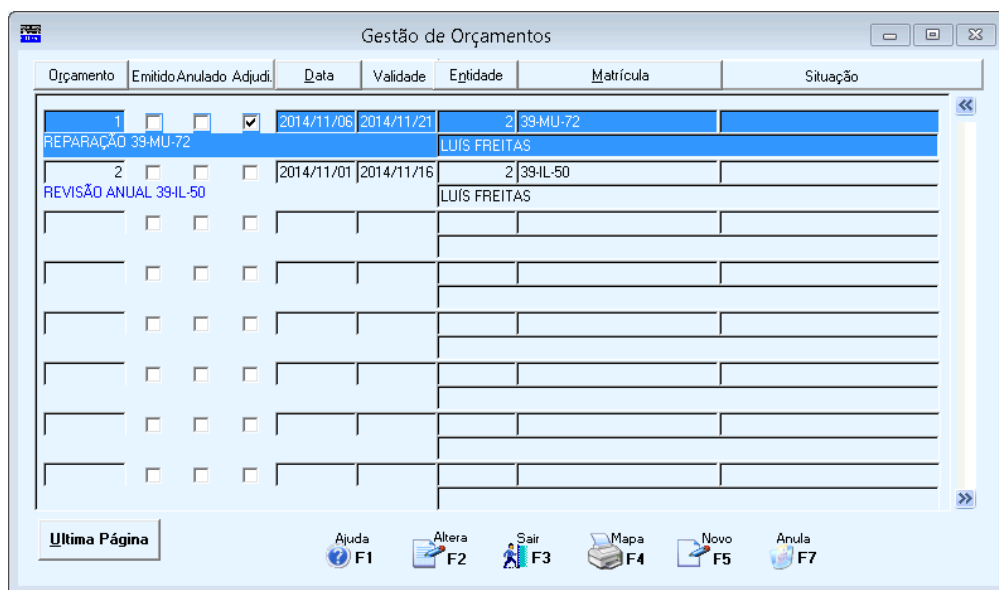 Gestão de Orçamentos
Orçamento Emitido Anulado Adjudi. Data Validade Entidade Matrícula Situação
1 2014/11/06 2014/11/21 2 39-MU-72
REPARAÇÃO 39-MU-72 LUÍS FREITAS
2 2014/11/01 2014/11/16 2 39-IL-50
REVISÃO ANUAL 39-IL-50 LUÍS FREITAS
Ultima Página
Ajuda F1
Altera F2
Sair F3
Mapa F4
Novo F5
Anula F7